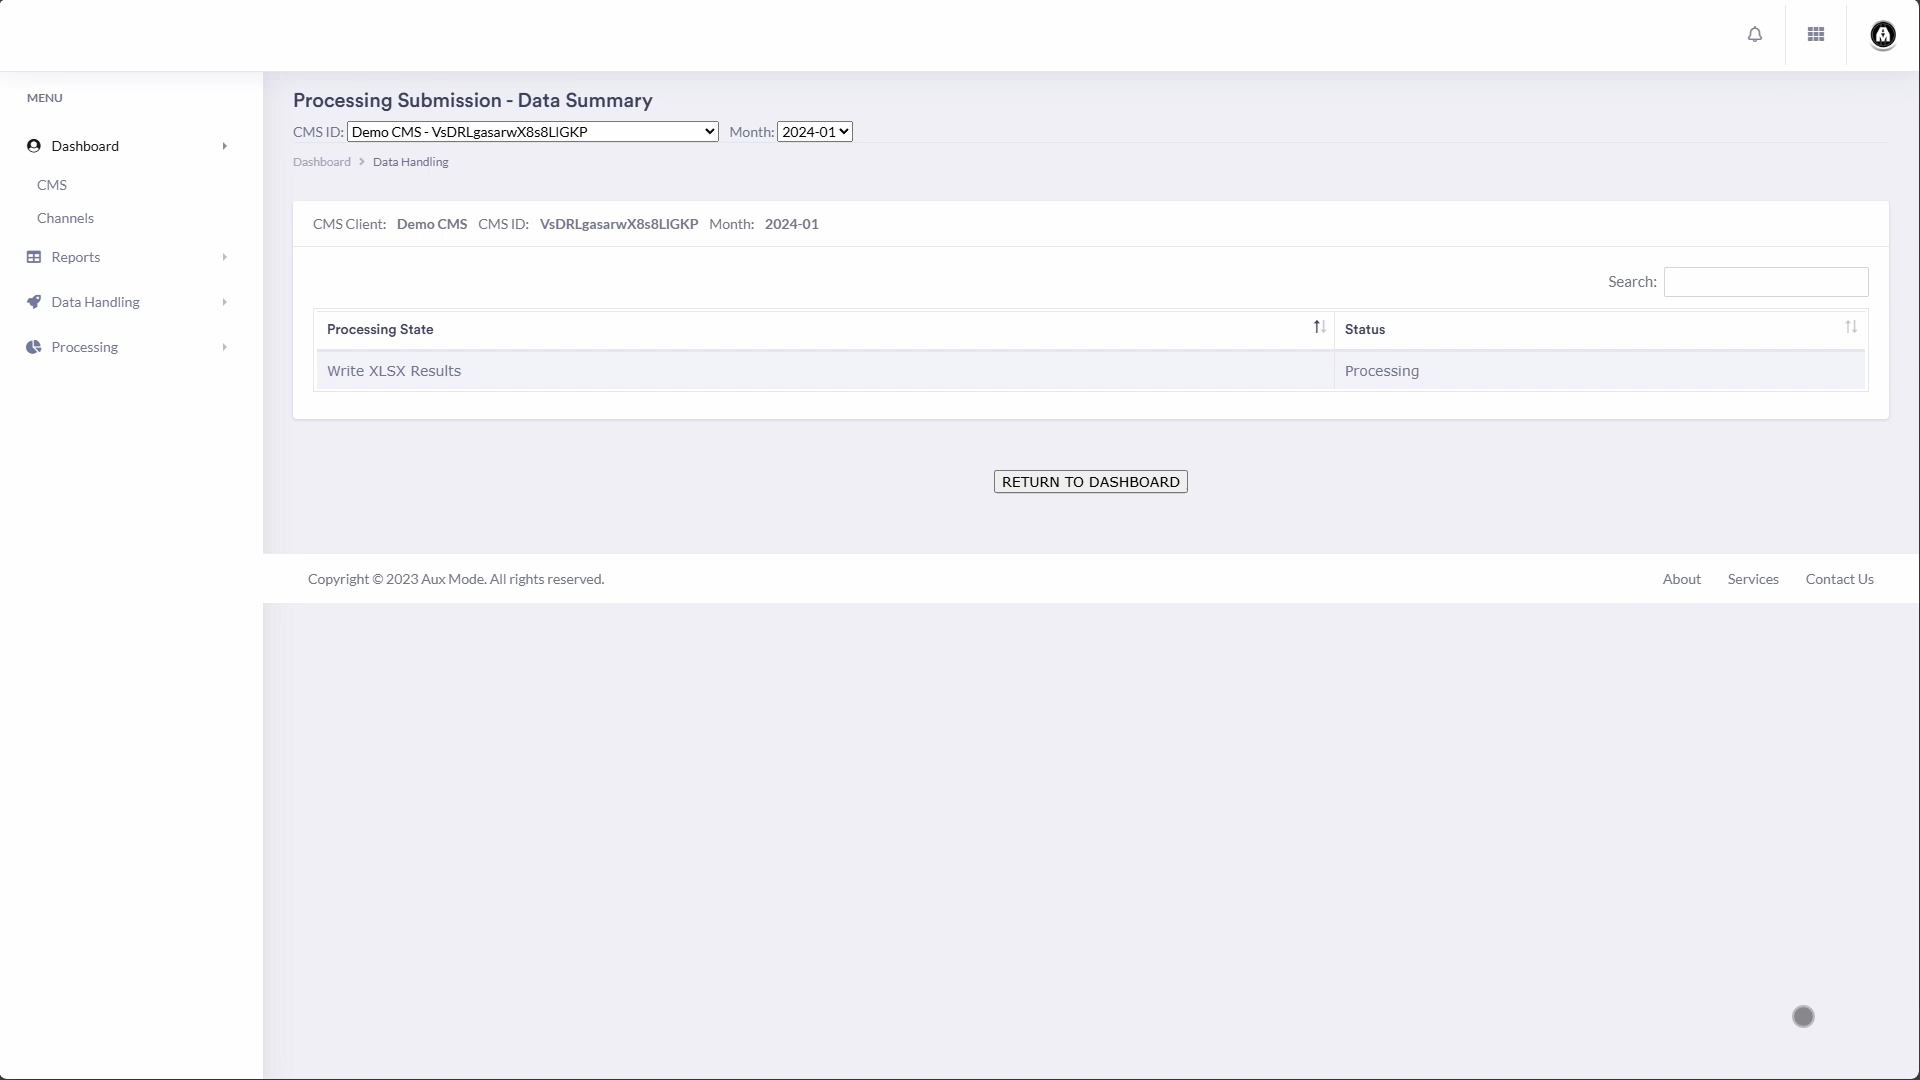 MENU
Dashboard
CMS
Channels
Reports
Data Handling
Processing
Processing Submission - Data Summary
CMS ID: Demo CMS - VsDRLgasarwX8s8LlGKP Month: 2024-01
Dashboard > Data Handling
CMS Client: Demo CMS CMS ID: VsDRLgasarwX8s8LlGKP Month: 2024-01
Search:
Processing State Status
Write XLSX Results Processing
RETURN TO DASHBOARD
Copyright © 2023 Aux Mode. All rights reserved. About Services Contact Us